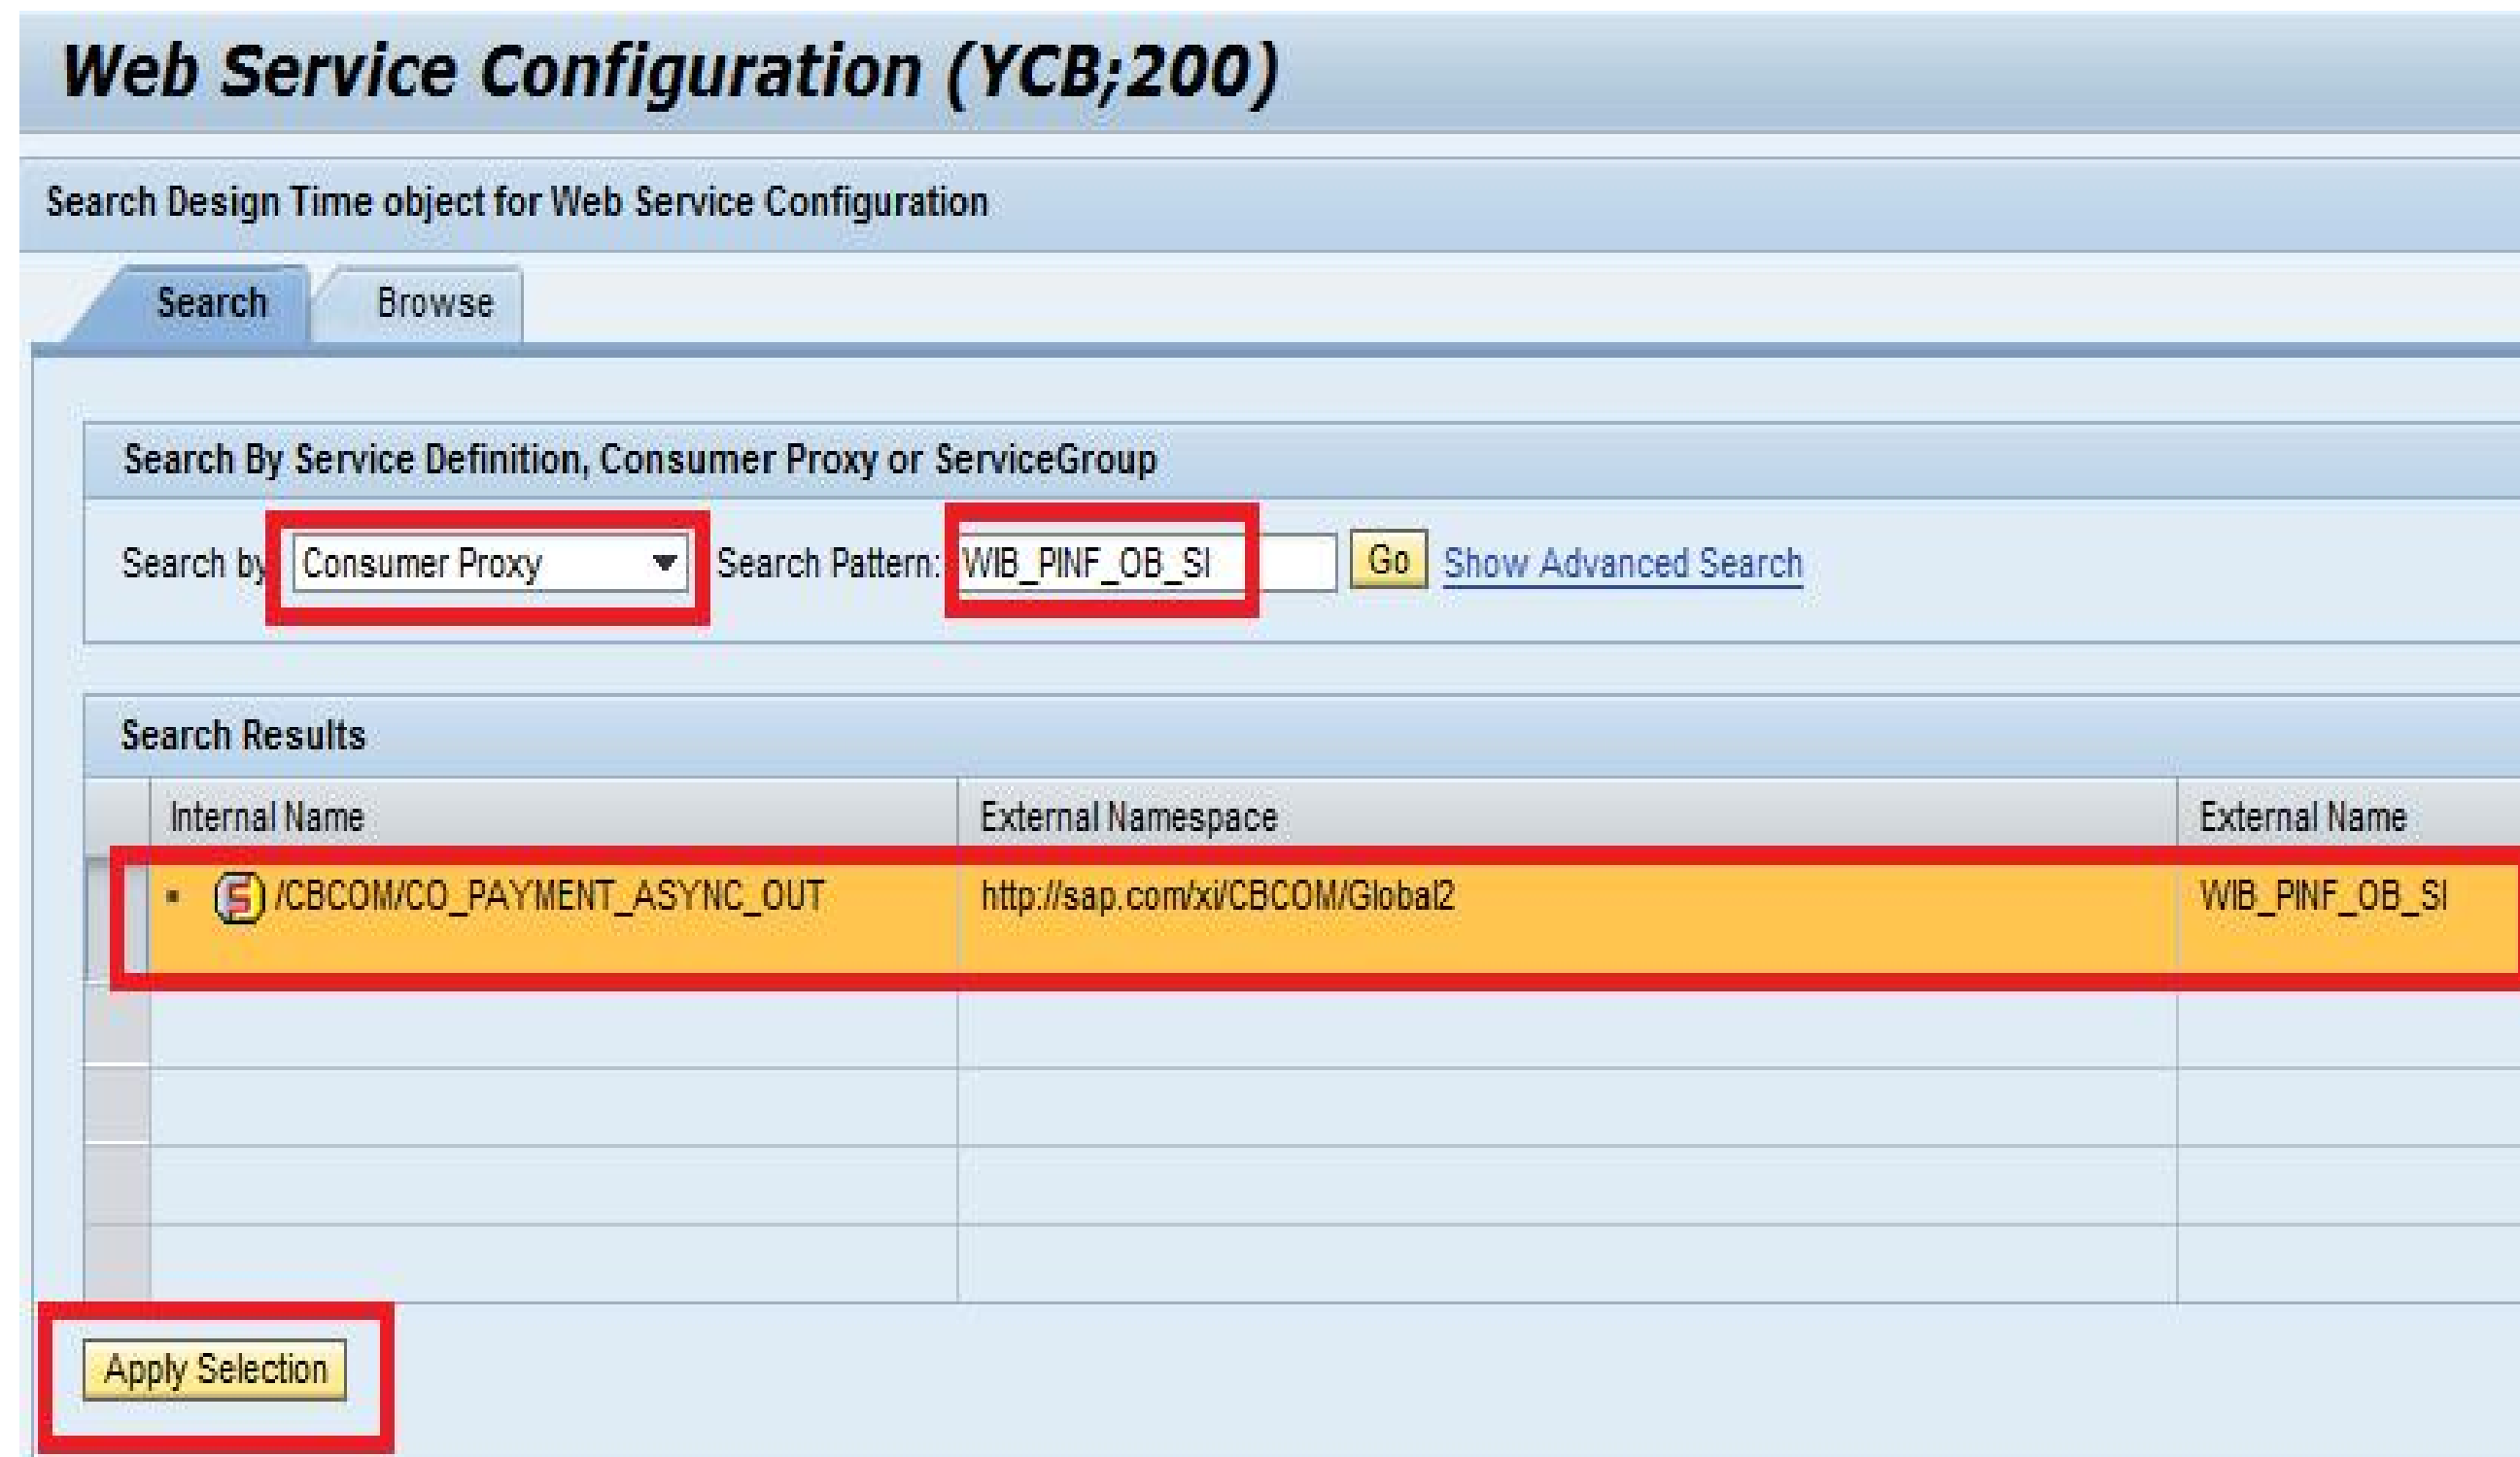 Web Service Configuration (YCB;200)
Search Design Time object for Web Service Configuration
Search Browse
Search By Service Definition, Consumer Proxy or ServiceGroup
Search by Consumer Proxy Search Pattern: WIB_PINF_OB_SI Go Show Advanced Search
Search Results
Internal Name External Namespace External Name
/CBCOM/CO_PAYMENT_ASYNC_OUT http://sap.com/xi/CBCOM/Global2 WIB_PINF_OB_SI
Apply Selection